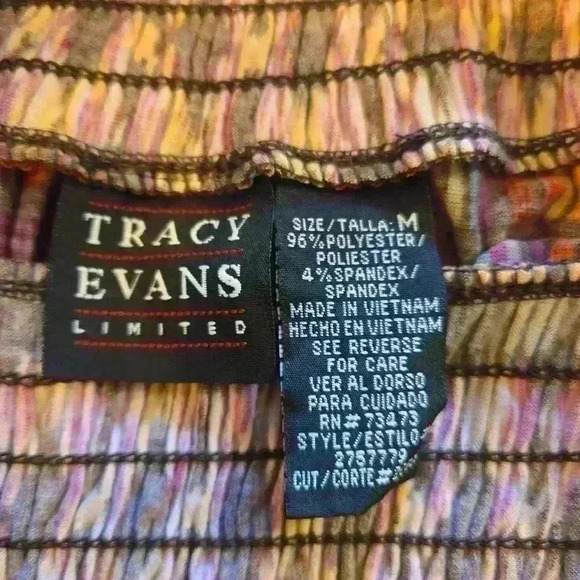 TRACY
EVANS
LIMITED
SIZE/TALLA: M
96% POLYESTER/
POLIESTER
4% SPANDEX/
SPANDEX
MADE IN VIETNAM
HECHO EN VIETNAM
SEE REVERSE
FOR CARE
VER AL DORSO
PARA CUIDADO
RN# 73473
STYLE/ESTILO:
2757779
CUT/CORTE#